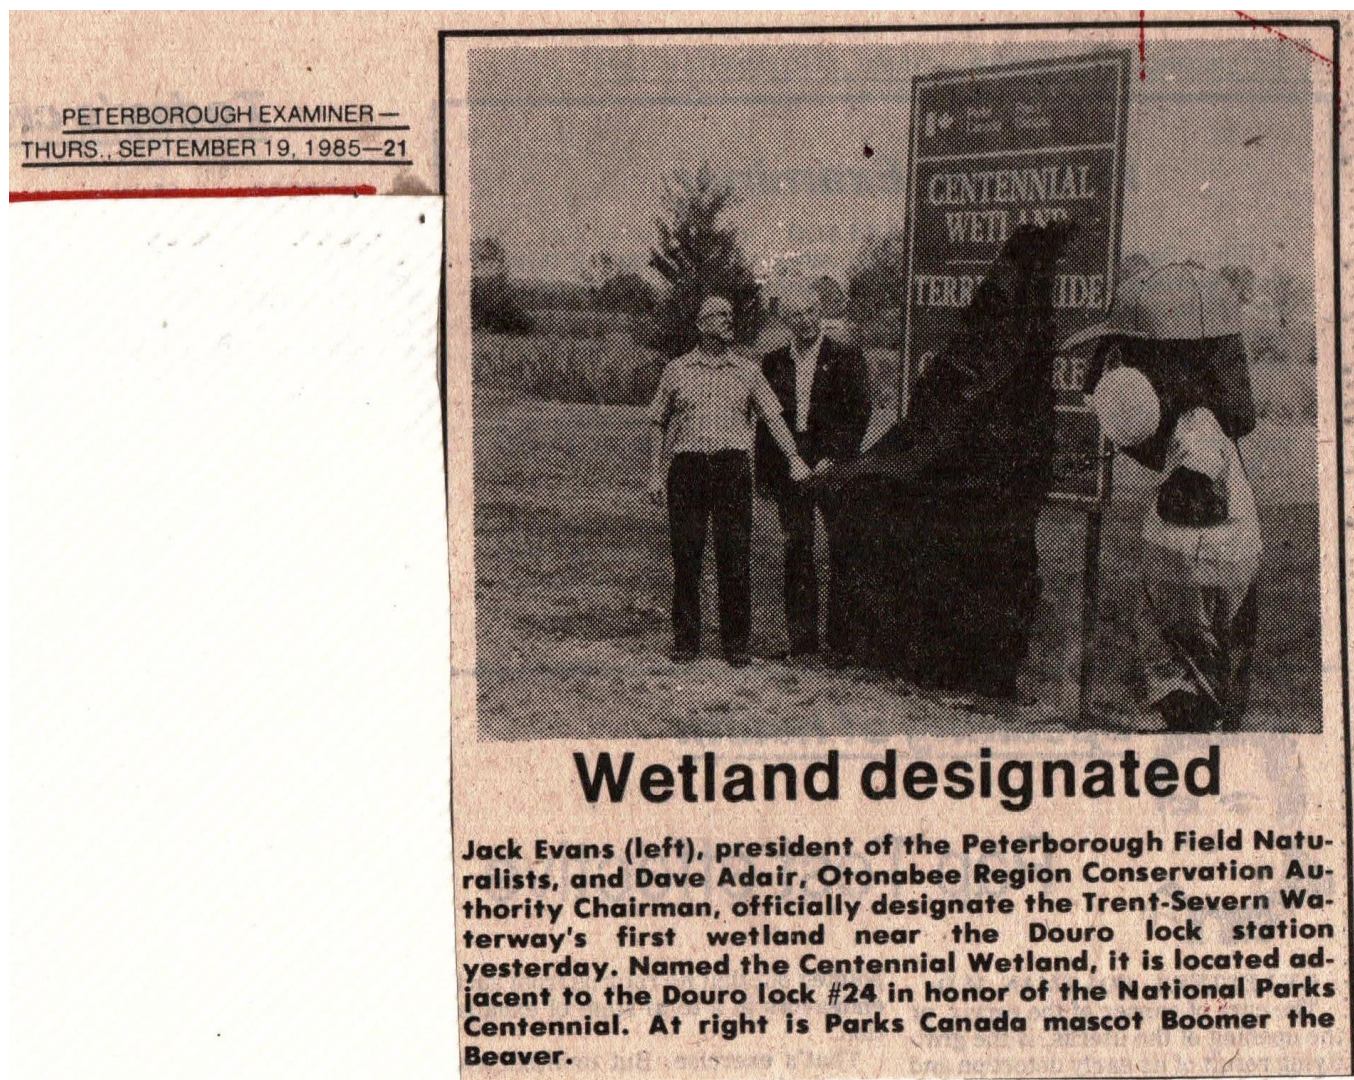 PETERBOROUGH EXAMINER —
THURS., SEPTEMBER 19, 1985—21
CENTENNIAL
WETLAND
Wetland designated
Jack Evans (left), president of the Peterborough Field Natu-
ralists, and Dave Adair, Otonabee Region Conservation Au-
thority Chairman, officially designate the Trent-Severn Wa-
terway's first wetland near the Douro lock station
yesterday. Named the Centennial Wetland, it is located ad-
jacent to the Douro lock #24 in honor of the National Parks
Centennial. At right is Parks Canada mascot Boomer the
Beaver.